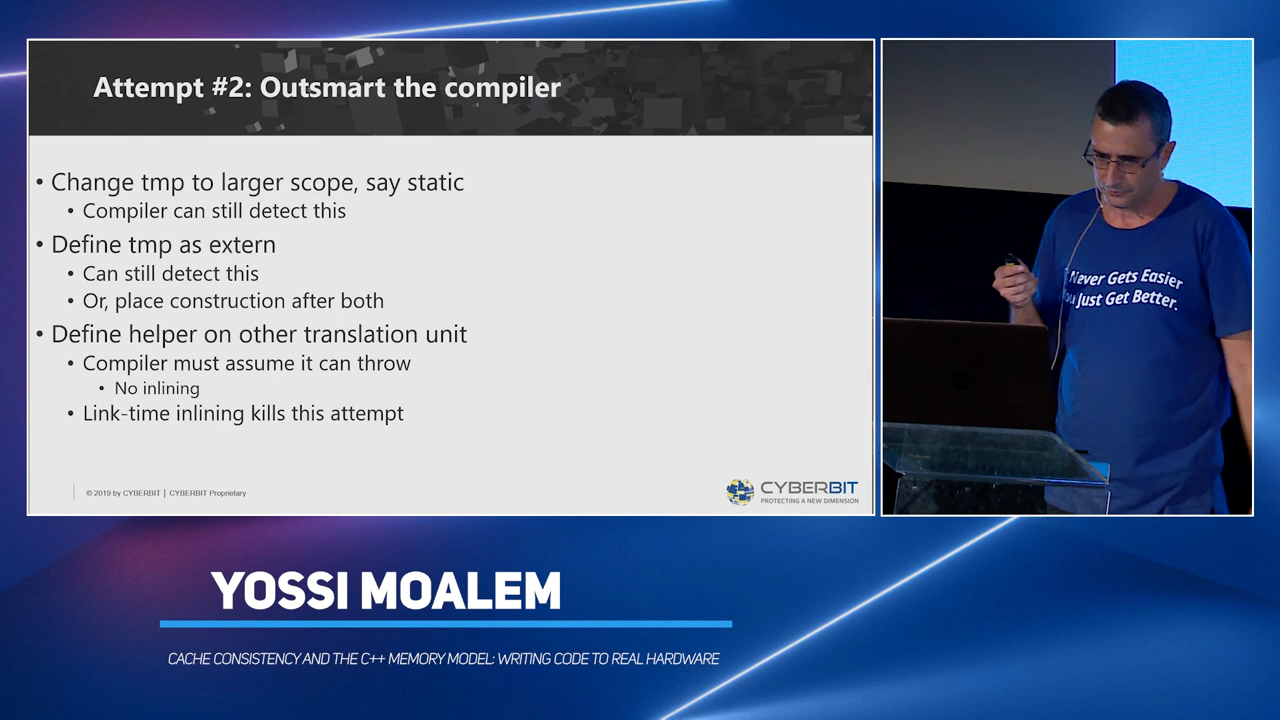 Attempt #2: Outsmart the compiler
• Change tmp to larger scope, say static
• Compiler can still detect this
• Define tmp as extern
• Can still detect this
• Or, place construction after both
• Define helper on other translation unit
• Compiler must assume it can throw
• No inlining
• Link-time inlining kills this attempt
© 2019 by CYBERBIT | CYBERBIT Proprietary
CYBERBIT
PROTECTING A NEW DIMENSION
Never Gets Easier
You Just Get Better.
YOSSI MOALEM
CACHE CONSISTENCY AND THE C++ MEMORY MODEL: WRITING CODE TO REAL HARDWARE